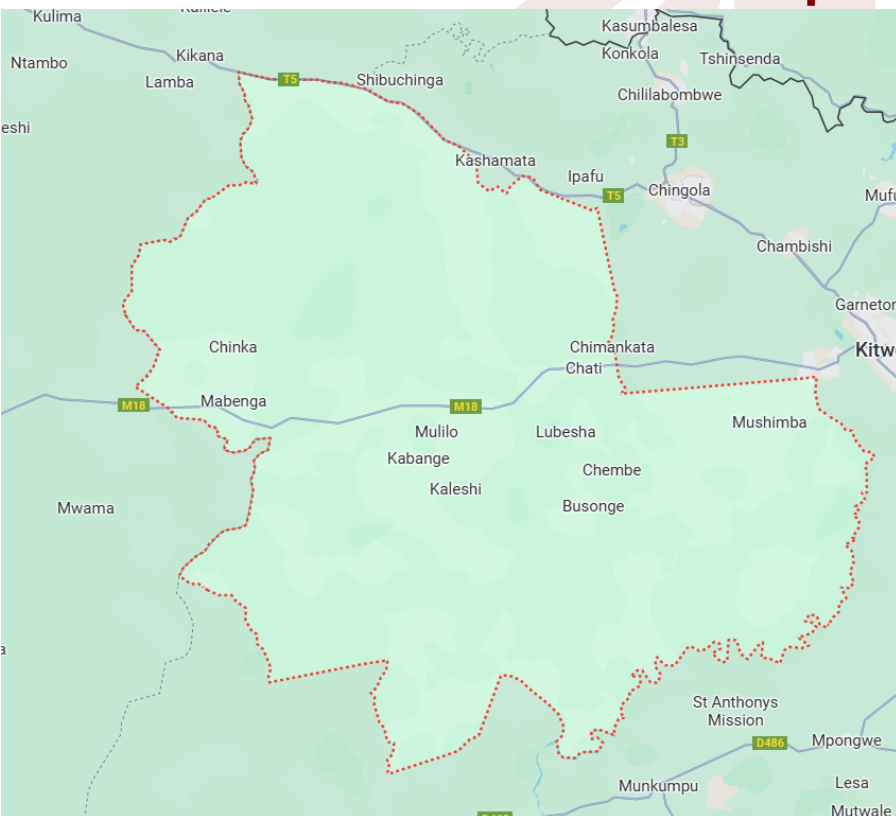 Kulima
Kasumbalesa
Konkola
Kikana
Ntambo
Tshinsenda
Lamba
T5
Shibuchinga
Chililabombwe
eshi
T3
Kashamata
Ipafu
T5
Chingola
Mufu
Chambishi
Garneton
Chinka
Chimankata
Kitw
Chati
M18
Mabenga
M18
Mushimba
Mulilo
Lubesha
Kabange
Chembe
Kaleshi
Busonge
Mwama
a
St Anthonys
Mission
D486
Mpongwe
Munkumpu
Lesa
Mutwale